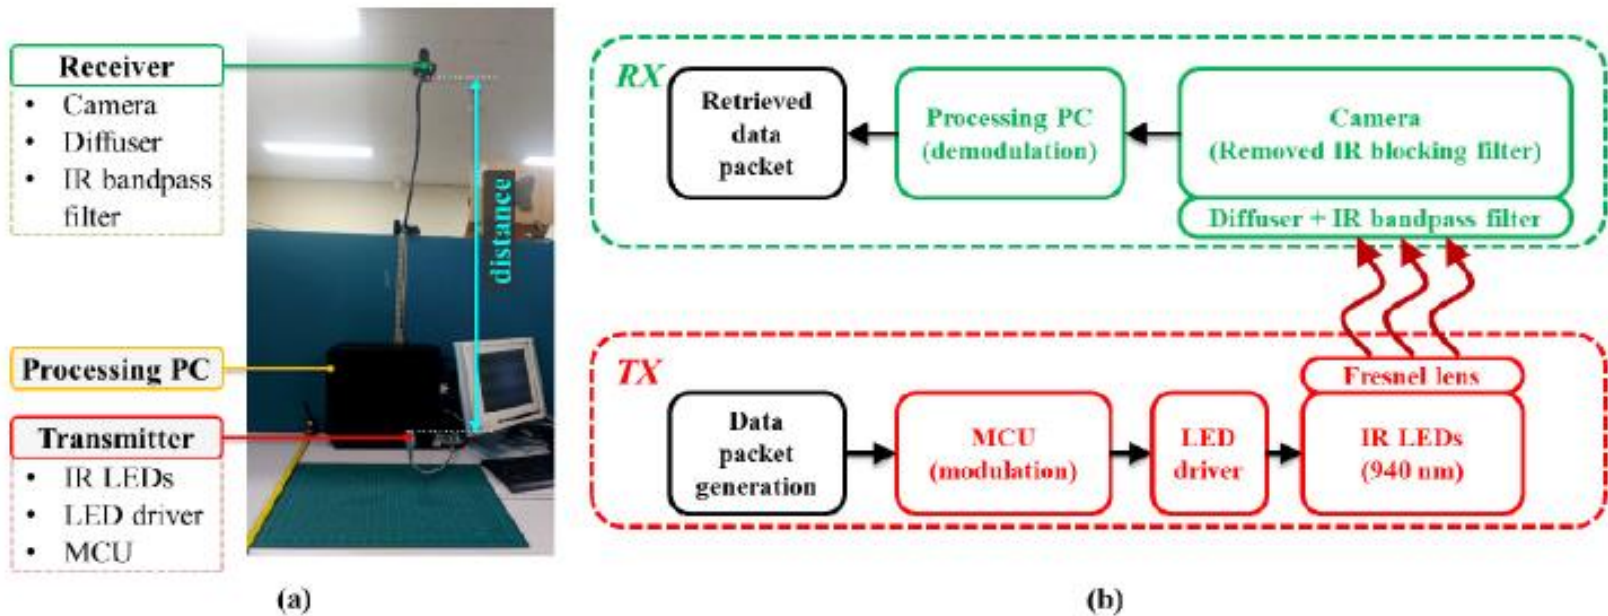 Receiver
• Camera
• Diffuser
• IR bandpass
filter
Processing PC
Transmitter
• IR LEDs
• LED driver
• MCU
distance
(a)
RX
Retrieved
data
packet
Processing PC
(demodulation)
Camera
(Removed IR blocking filter)
Diffuser + IR bandpass filter
TX
Fresnel lens
Data
packet
generation
MCU
(modulation)
LED
driver
IR LEDs
(940 nm)
(b)